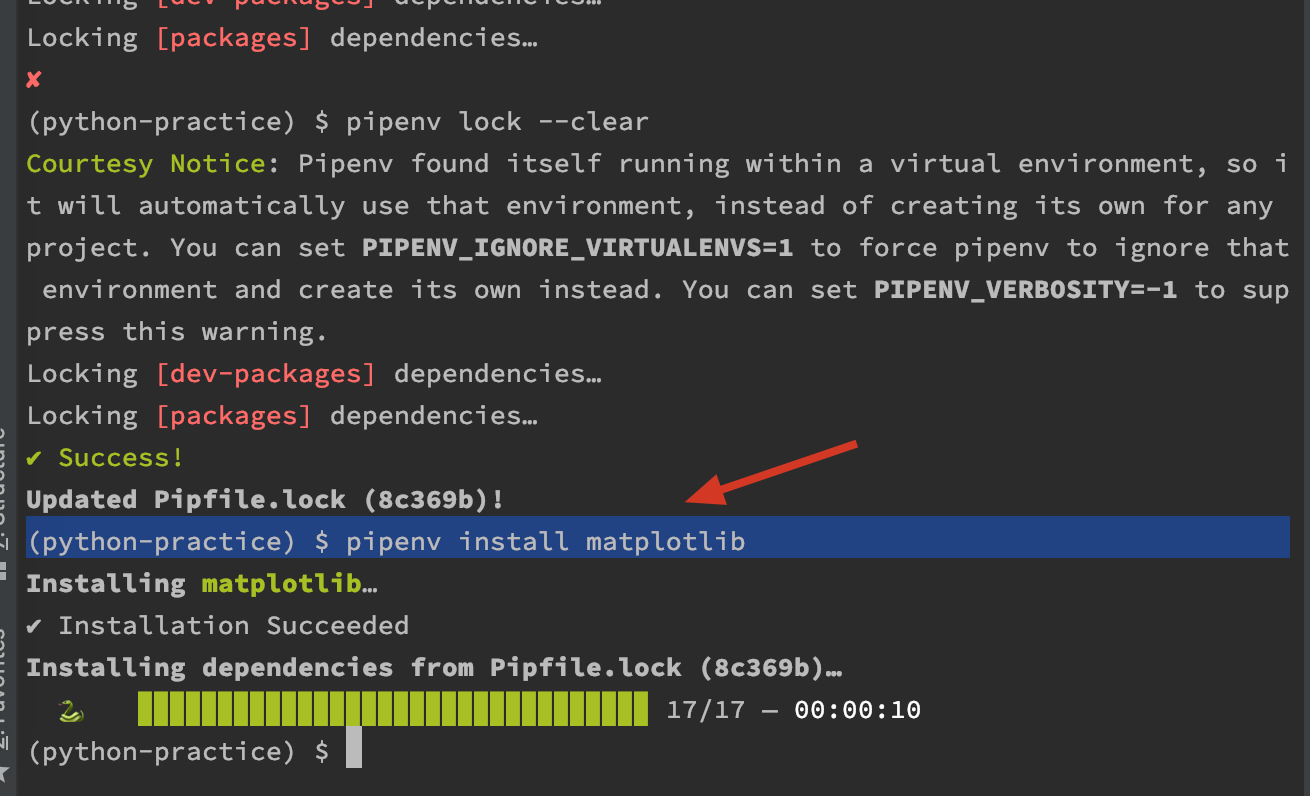 Locking [dev-packages] dependencies…
Locking [packages] dependencies…
✘
(python-practice) $ pipenv lock --clear
Courtesy Notice: Pipenv found itself running within a virtual environment, so i
t will automatically use that environment, instead of creating its own for any
project. You can set PIPENV_IGNORE_VIRTUALENVS=1 to force pipenv to ignore that
environment and create its own instead. You can set PIPENV_VERBOSITY=-1 to sup
press this warning.
Locking [dev-packages] dependencies…
Locking [packages] dependencies…
✔ Success!
Updated Pipfile.lock (8c369b)!
(python-practice) $ pipenv install matplotlib
Installing matplotlib…
✔ Installation Succeeded
Installing dependencies from Pipfile.lock (8c369b)…
🐍 17/17 — 00:00:10
(python-practice) $
Z: Structure
2: Favorites